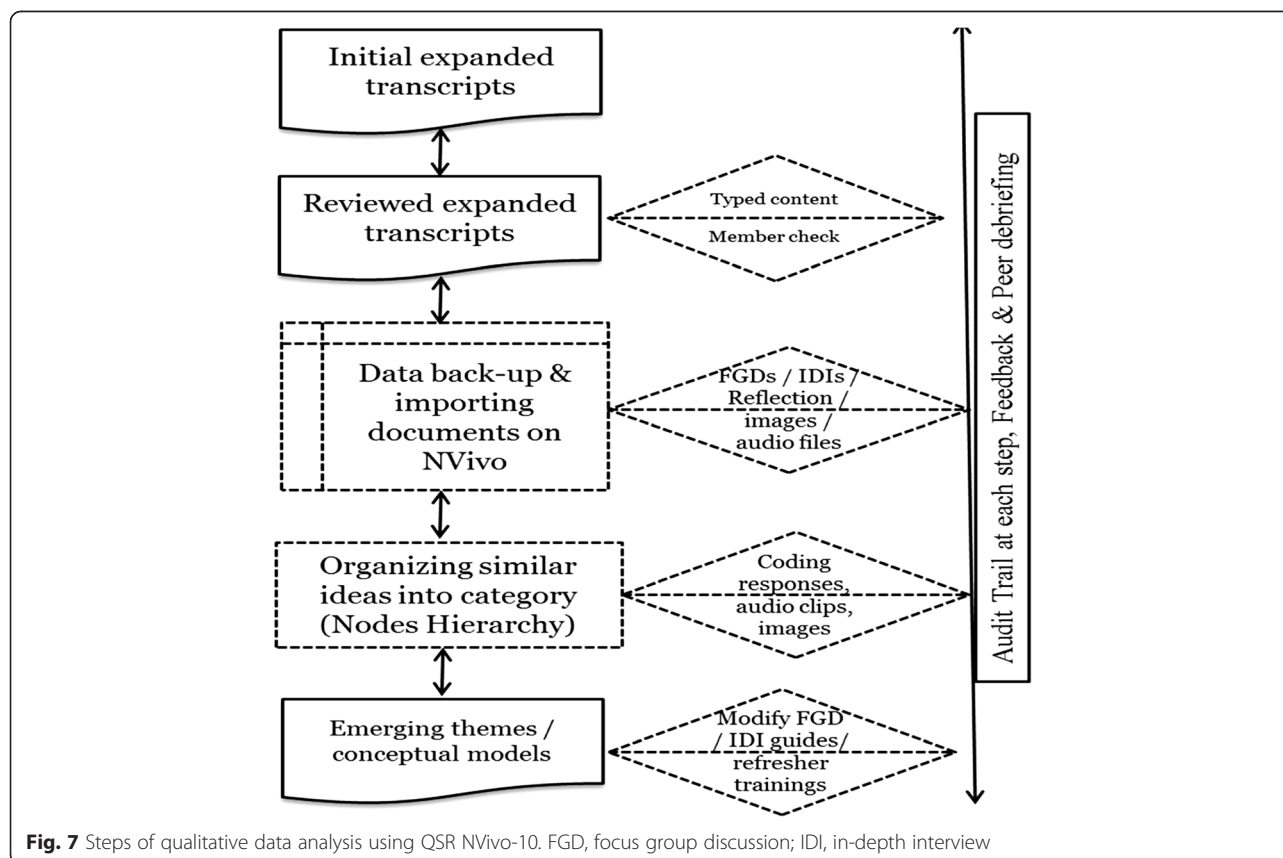 Initial expanded
transcripts
Reviewed expanded
transcripts
Typed content
Member check
Data back-up &
importing
documents on
NVivo
FGDs / IDIs /
Reflection /
images /
audio files
Organizing similar
ideas into category
(Nodes Hierarchy)
Coding
responses,
audio clips,
images
Emerging themes /
conceptual models
Modify FGD
/ IDI guides/
refresher
trainings
Audit Trail at each step, Feedback & Peer debriefing
Fig. 7 Steps of qualitative data analysis using QSR NVivo-10. FGD, focus group discussion; IDI, in-depth interview